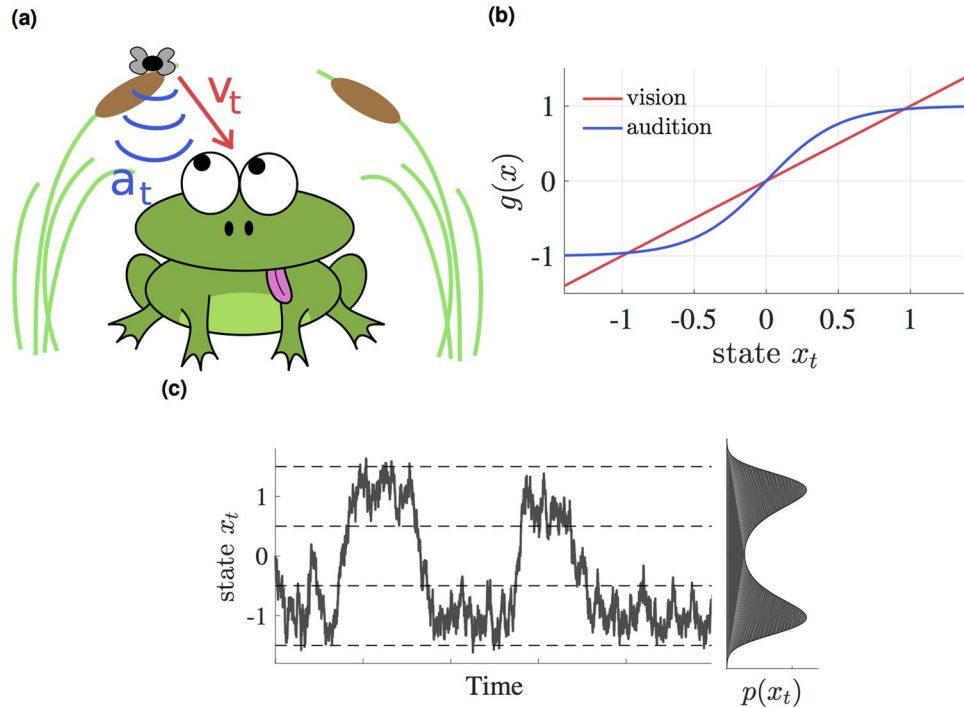 (a)
v_t
a_t
(b)
vision
audition
1
0
-1
g(x)
-1 -0.5 0 0.5 1
state x_t
(c)
1
0
-1
state x_t
Time
p(x_t)